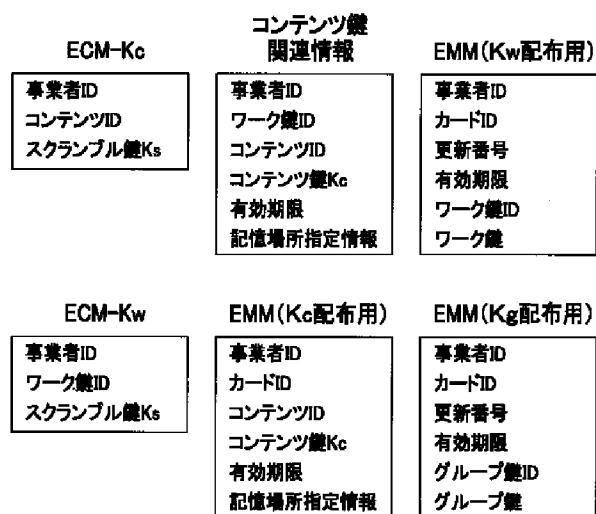 ECM-Kc
事業者ID
コンテンツID
スクランブル鍵Ks
コンテンツ鍵
関連情報
事業者ID
ワーク鍵ID
コンテンツID
コンテンツ鍵Kc
有効期限
記憶場所指定情報
EMM(Kw配布用)
事業者ID
カードID
更新番号
有効期限
ワーク鍵ID
ワーク鍵
ECM-Kw
事業者ID
ワーク鍵ID
スクランブル鍵Ks
EMM(Kc配布用)
事業者ID
カードID
コンテンツID
コンテンツ鍵Kc
有効期限
記憶場所指定情報
EMM(Kg配布用)
事業者ID
カードID
更新番号
有効期限
グループ鍵ID
グループ鍵